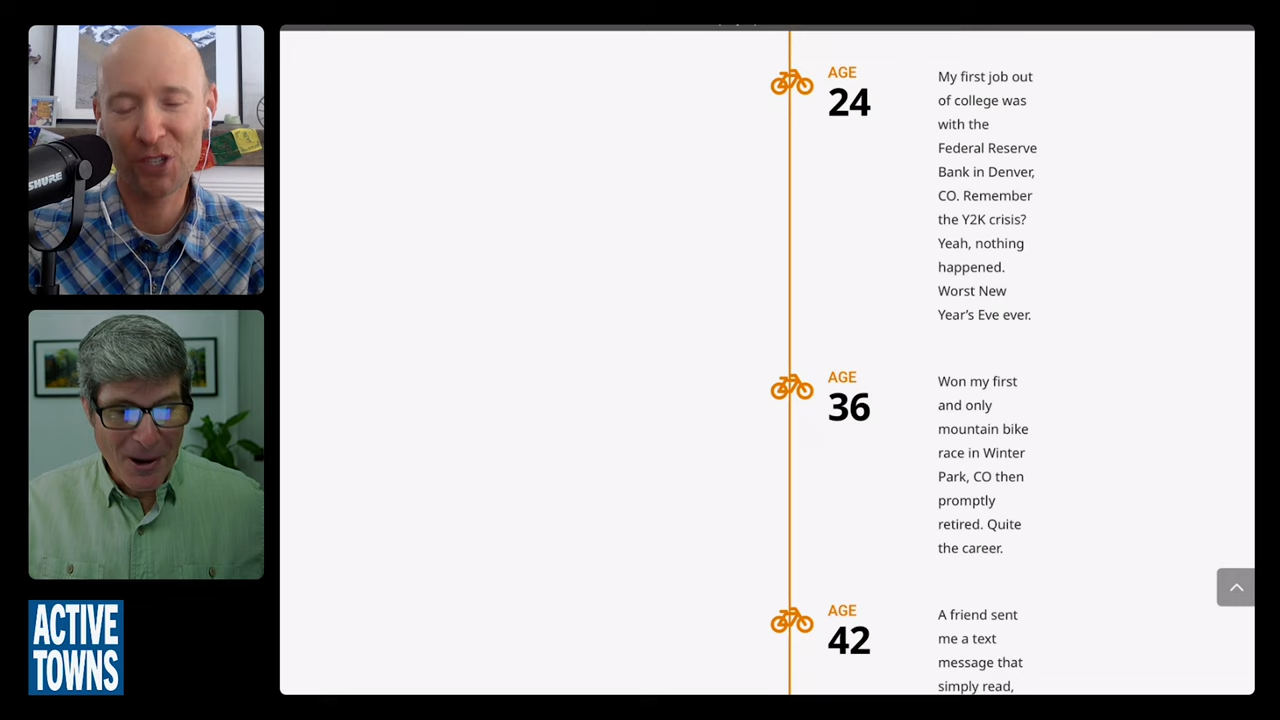 SHURE
ACTIVE
TOWNS
AGE
24
My first job out
of college was
with the
Federal Reserve
Bank in Denver,
CO. Remember
the Y2K crisis?
Yeah, nothing
happened.
Worst New
Year’s Eve ever.
AGE
36
Won my first
and only
mountain bike
race in Winter
Park, CO then
promptly
retired. Quite
the career.
AGE
42
A friend sent
me a text
message that
simply read,